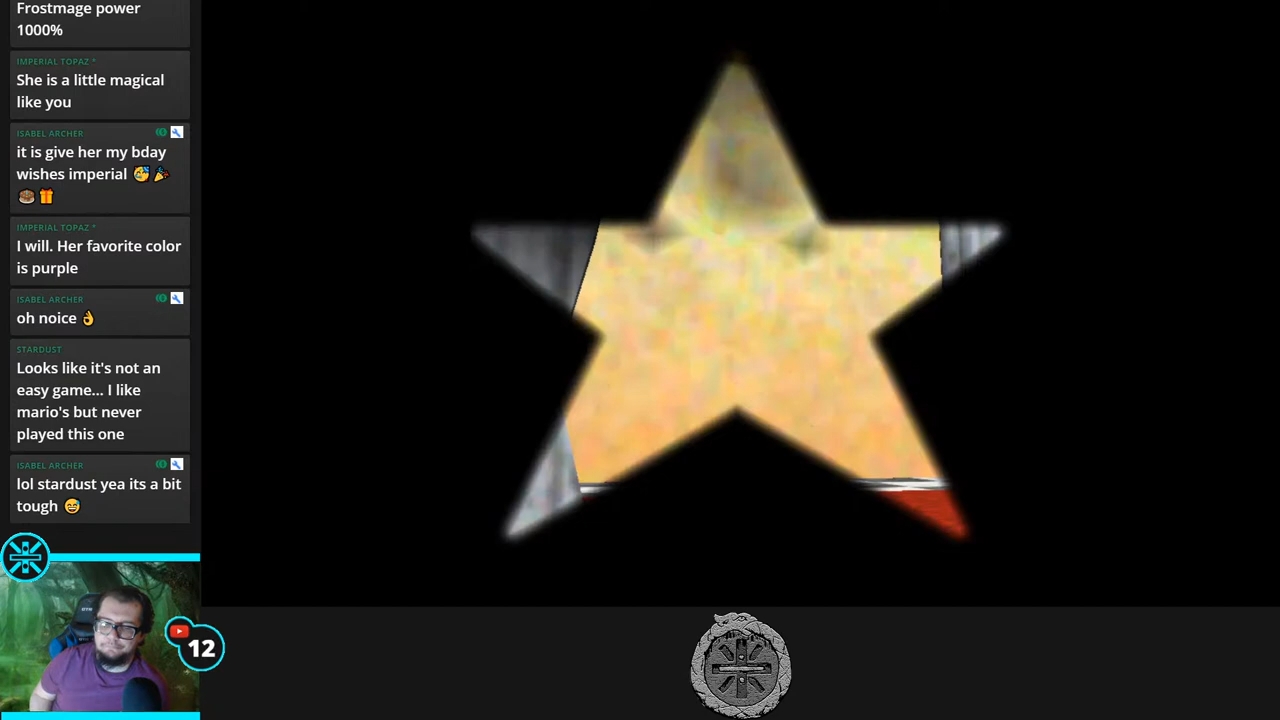 Frostmage power
1000%
IMPERIAL TOPAZ *
She is a little magical
like you
ISABEL ARCHER
it is give her my bday
wishes imperial 🥳 🎉
🎂 🎁
IMPERIAL TOPAZ *
I will. Her favorite color
is purple
ISABEL ARCHER
oh noice 👌
STARDUST
Looks like it's not an
easy game... I like
mario's but never
played this one
ISABEL ARCHER
lol stardust yea its a bit
tough 😅
12